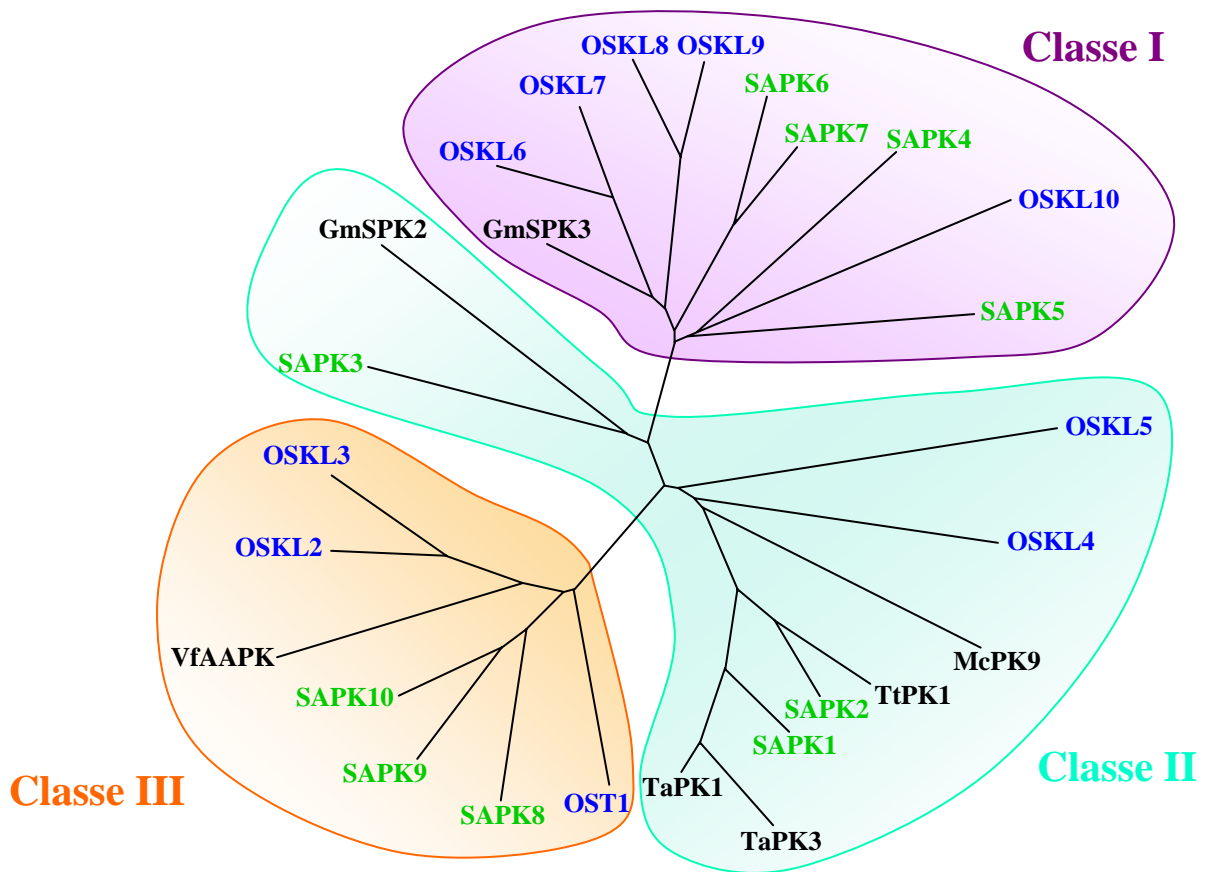 Classe I
OSKL8 OSKL9
OSKL7
SAPK6
SAPK7
SAPK4
OSKL6
OSKL10
GmSPK2
GmSPK3
SAPK5
SAPK3
OSKL5
OSKL3
OSKL4
OSKL2
VfAAPK
McPK9
SAPK10
TtPK1
SAPK2
SAPK1
SAPK9
Classe II
TaPK1
Classe III
OST1
SAPK8
TaPK3